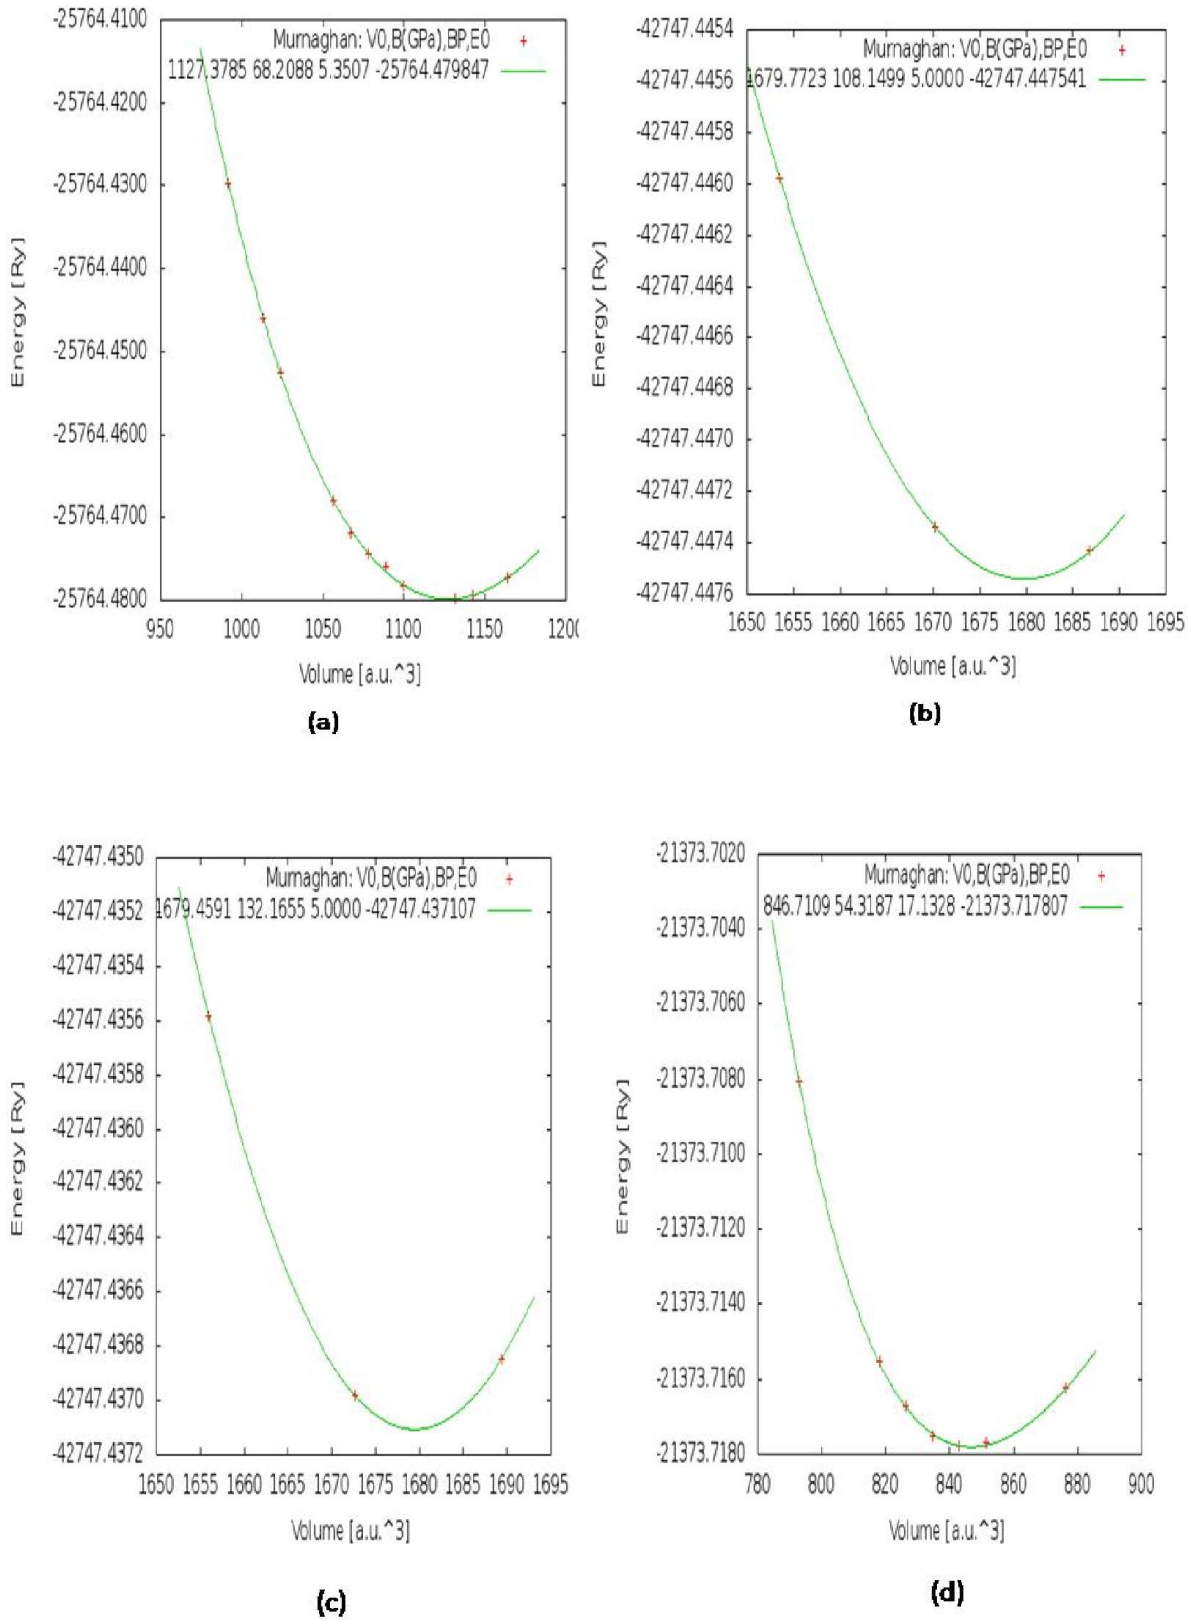 -25764.4100
-25764.4200
-25764.4300
-25764.4400
-25764.4500
-25764.4600
-25764.4700
-25764.4800
Energy [Ry]
Murnaghan: V0,B(GPa),BP,E0
1127.3785 68.2088 5.3507 -25764.479847
950 1000 1050 1100 1150 1200
Volume [a.u.^3]
(a)
-42747.4454
-42747.4456
-42747.4458
-42747.4460
-42747.4462
-42747.4464
-42747.4466
-42747.4468
-42747.4470
-42747.4472
-42747.4474
-42747.4476
Energy [Ry]
Murnaghan: V0,B(GPa),BP,E0
1679.7723 108.1499 5.0000 -42747.447541
1650 1655 1660 1665 1670 1675 1680 1685 1690 1695
Volume [a.u.^3]
(b)
-42747.4350
-42747.4352
-42747.4354
-42747.4356
-42747.4358
-42747.4360
-42747.4362
-42747.4364
-42747.4366
-42747.4368
-42747.4370
-42747.4372
Energy [Ry]
Murnaghan: V0,B(GPa),BP,E0
1679.4591 132.1655 5.0000 -42747.437107
1650 1655 1660 1665 1670 1675 1680 1685 1690 1695
Volume [a.u.^3]
(c)
-21373.7020
-21373.7040
-21373.7060
-21373.7080
-21373.7100
-21373.7120
-21373.7140
-21373.7160
-21373.7180
Energy [Ry]
Murnaghan: V0,B(GPa),BP,E0
846.7109 54.3187 17.1328 -21373.717807
780 800 820 840 860 880 900
Volume [a.u.^3]
(d)